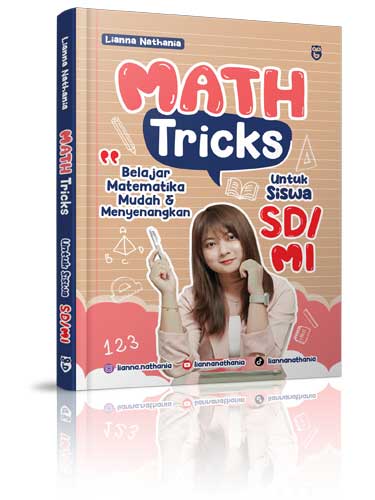 Lianna Nathania
MATH
Tricks
Belajar
Matematika
Mudah &
Menyenangkan
Untuk
Siswa
SD/
MI
123
lianna.nathania
liannanathania
liannanathania
Lianna Nathania
MATH Tricks
Untuk Siswa
SD/MI